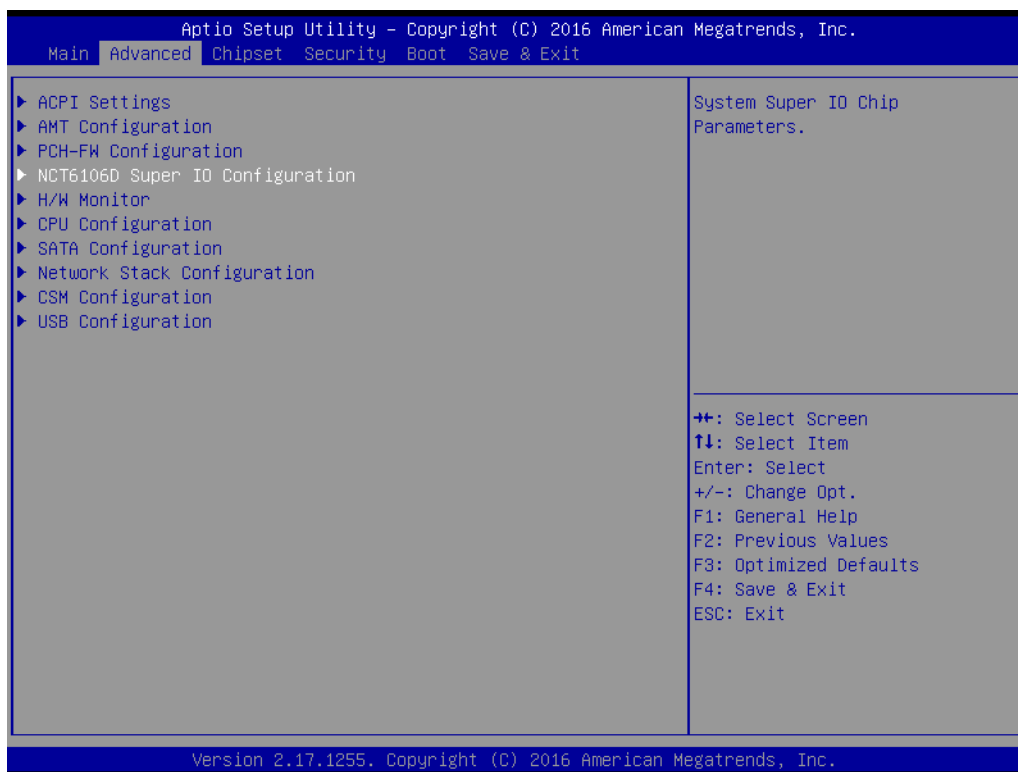 Aptio Setup Utility – Copyright (C) 2016 American Megatrends, Inc.
Main Advanced Chipset Security Boot Save & Exit
▶ ACPI Settings
▶ AMT Configuration
▶ PCH-FW Configuration
▶ NCT6106D Super IO Configuration
▶ H/W Monitor
▶ CPU Configuration
▶ SATA Configuration
▶ Network Stack Configuration
▶ CSM Configuration
▶ USB Configuration
System Super IO Chip
Parameters.
→←: Select Screen
↑↓: Select Item
Enter: Select
+/-: Change Opt.
F1: General Help
F2: Previous Values
F3: Optimized Defaults
F4: Save & Exit
ESC: Exit
Version 2.17.1255. Copyright (C) 2016 American Megatrends, Inc.